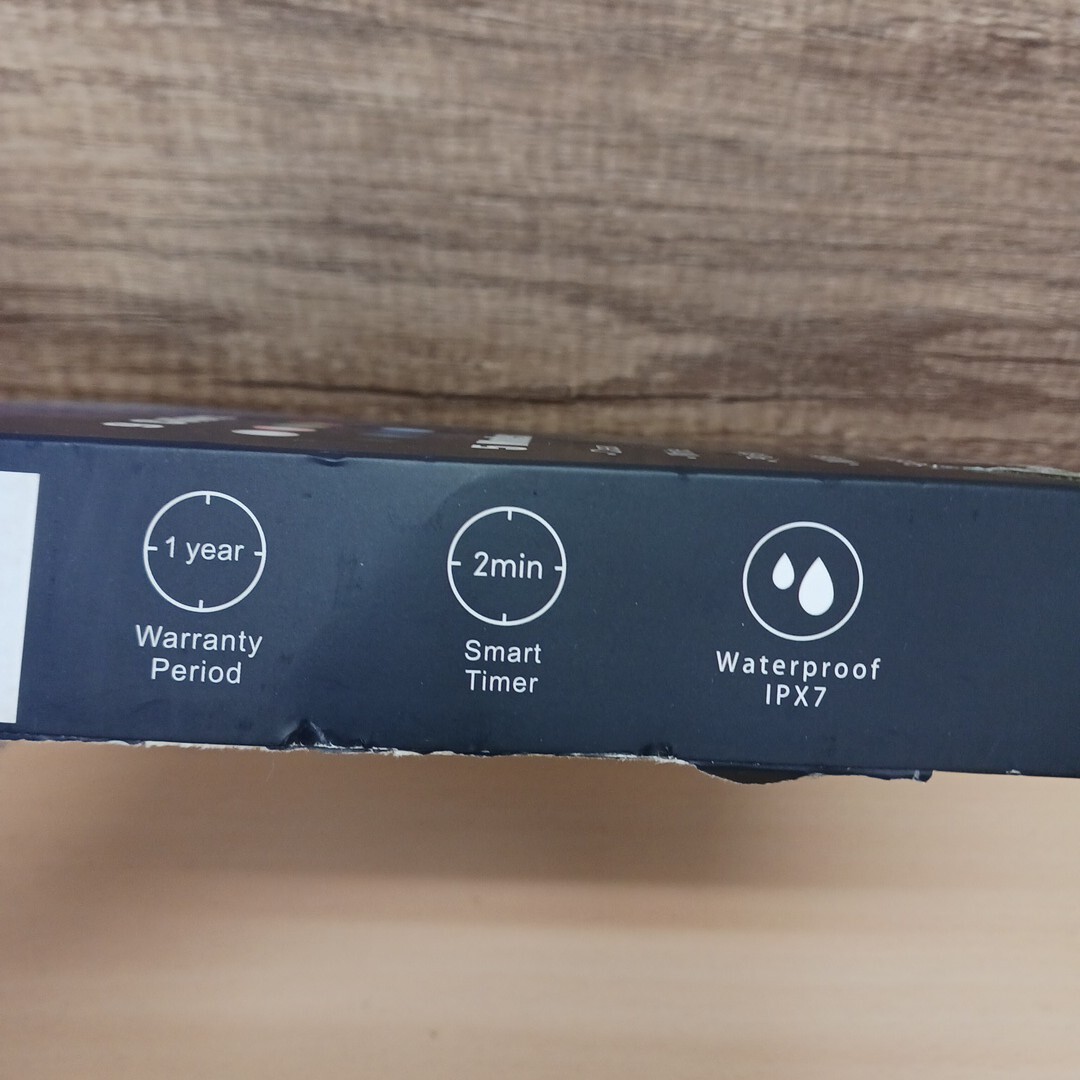 1 year
Warranty
Period
2min
Smart
Timer
Waterproof
IPX7